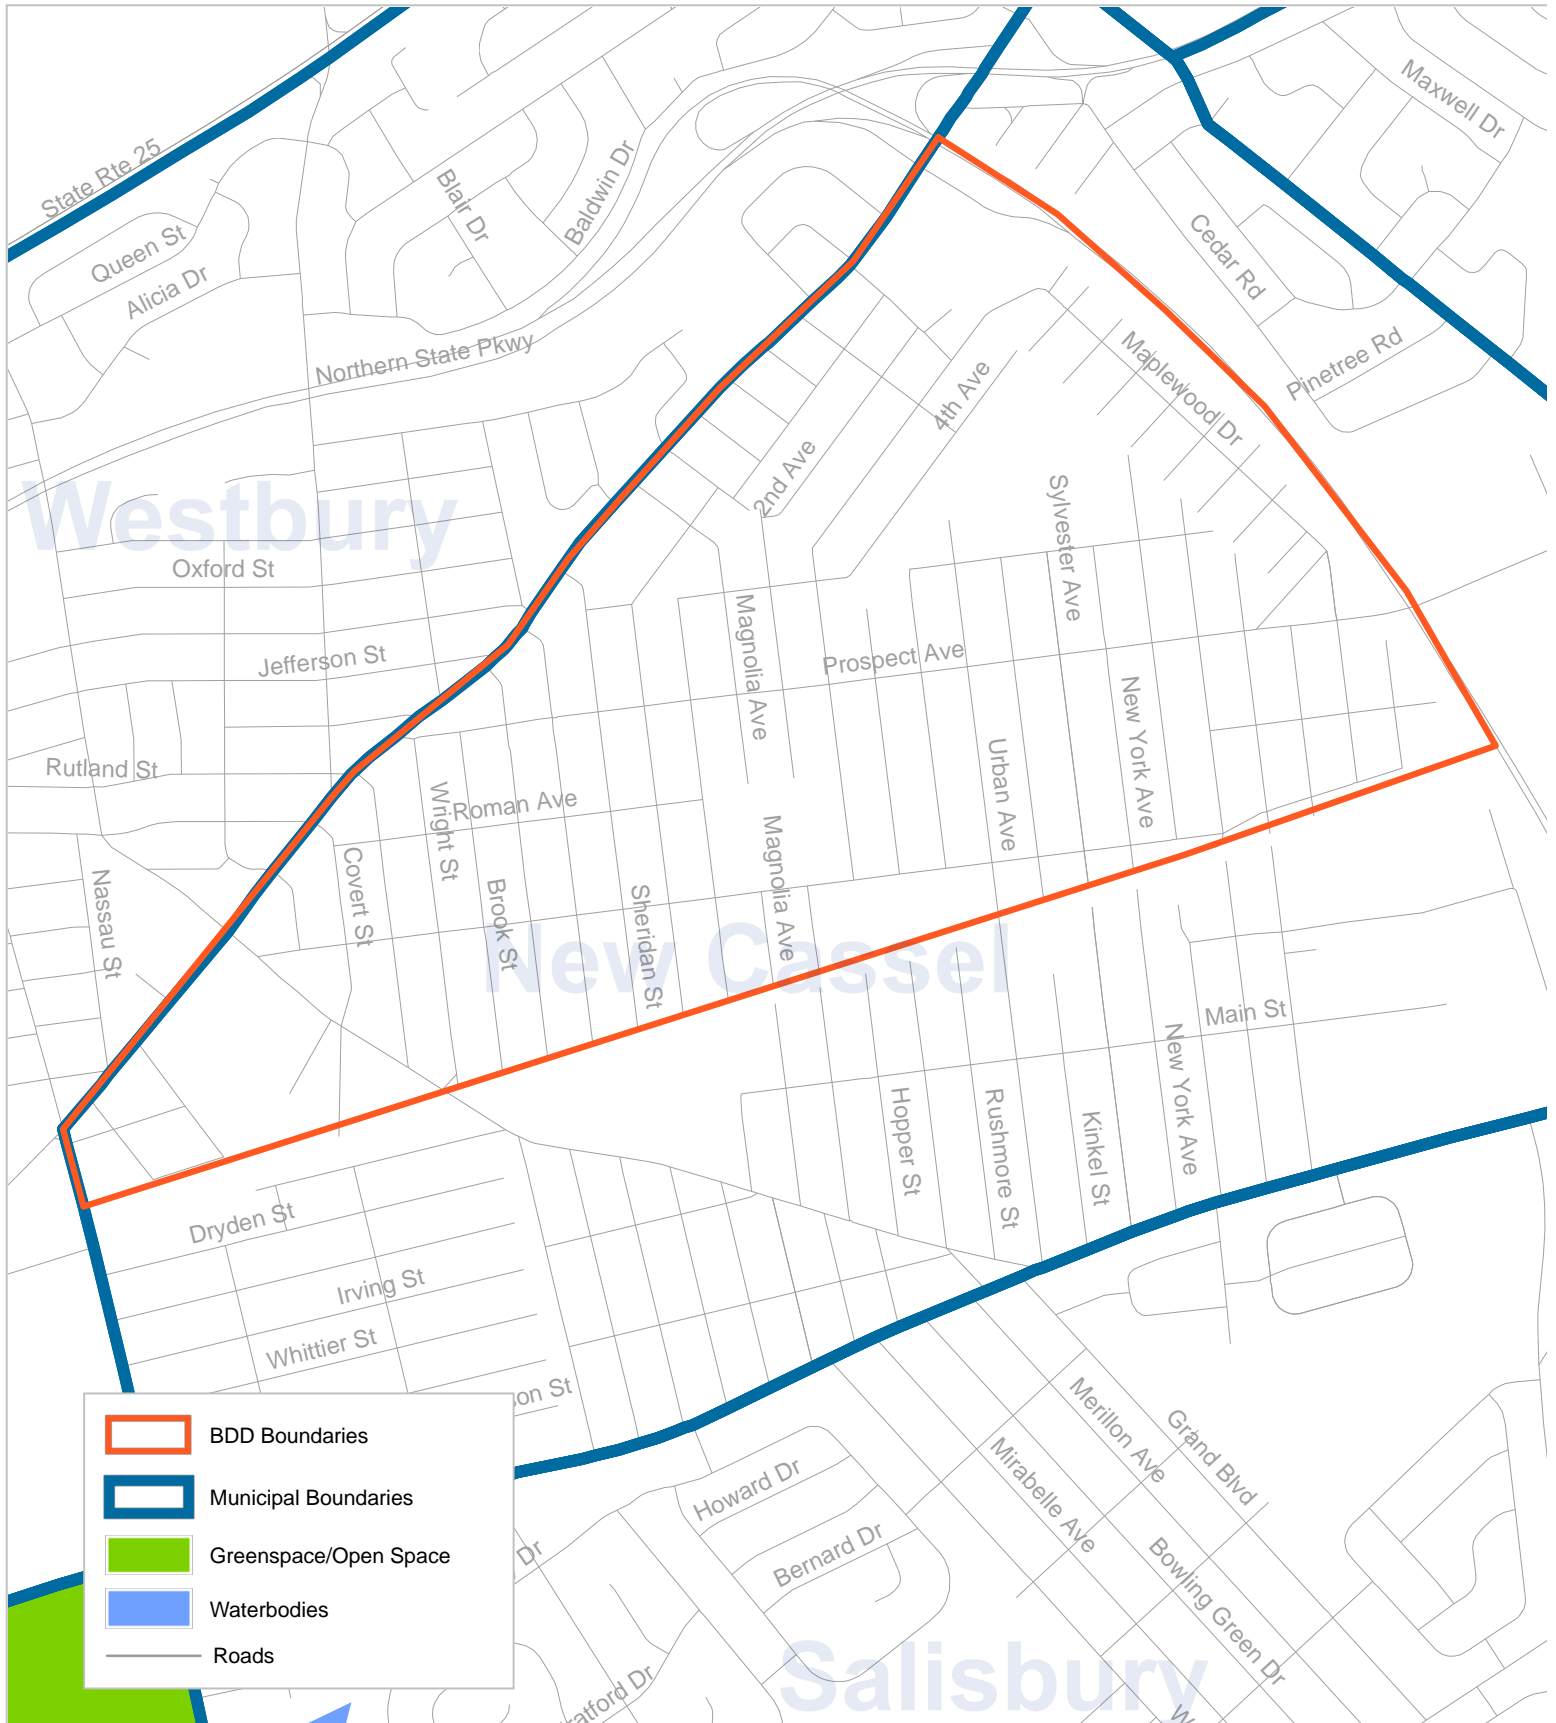 Maxwell Dr
State Rte 25
Baldwin Dr
Blair Dr
Queen St
Alicia Dr
Cedar Rd
Northern State Pkwy
Maplewood Dr
Pinetree Rd
4th Ave
2nd Ave
Westbury
Sylvester Ave
Oxford St
Magnolia Ave
Jefferson St
Prospect Ave
New York Ave
Urban Ave
Rutland St
Wright St
Roman Ave
Magnolia Ave
Covert St
Nassau St
Brook St
Sheridan St
New Cassel
Main St
New York Ave
Hopper St
Rushmore St
Kinkel St
Dryden St
Irving St
Whittier St
son St
Merillon Ave
Grand Blvd
BDD Boundaries
Mirabelle Ave
Howard Dr
Municipal Boundaries
Bernard Dr
Dr
Bowling Green Dr
Greenspace/Open Space
Waterbodies
Roads
Salisbury
ratford Dr
W